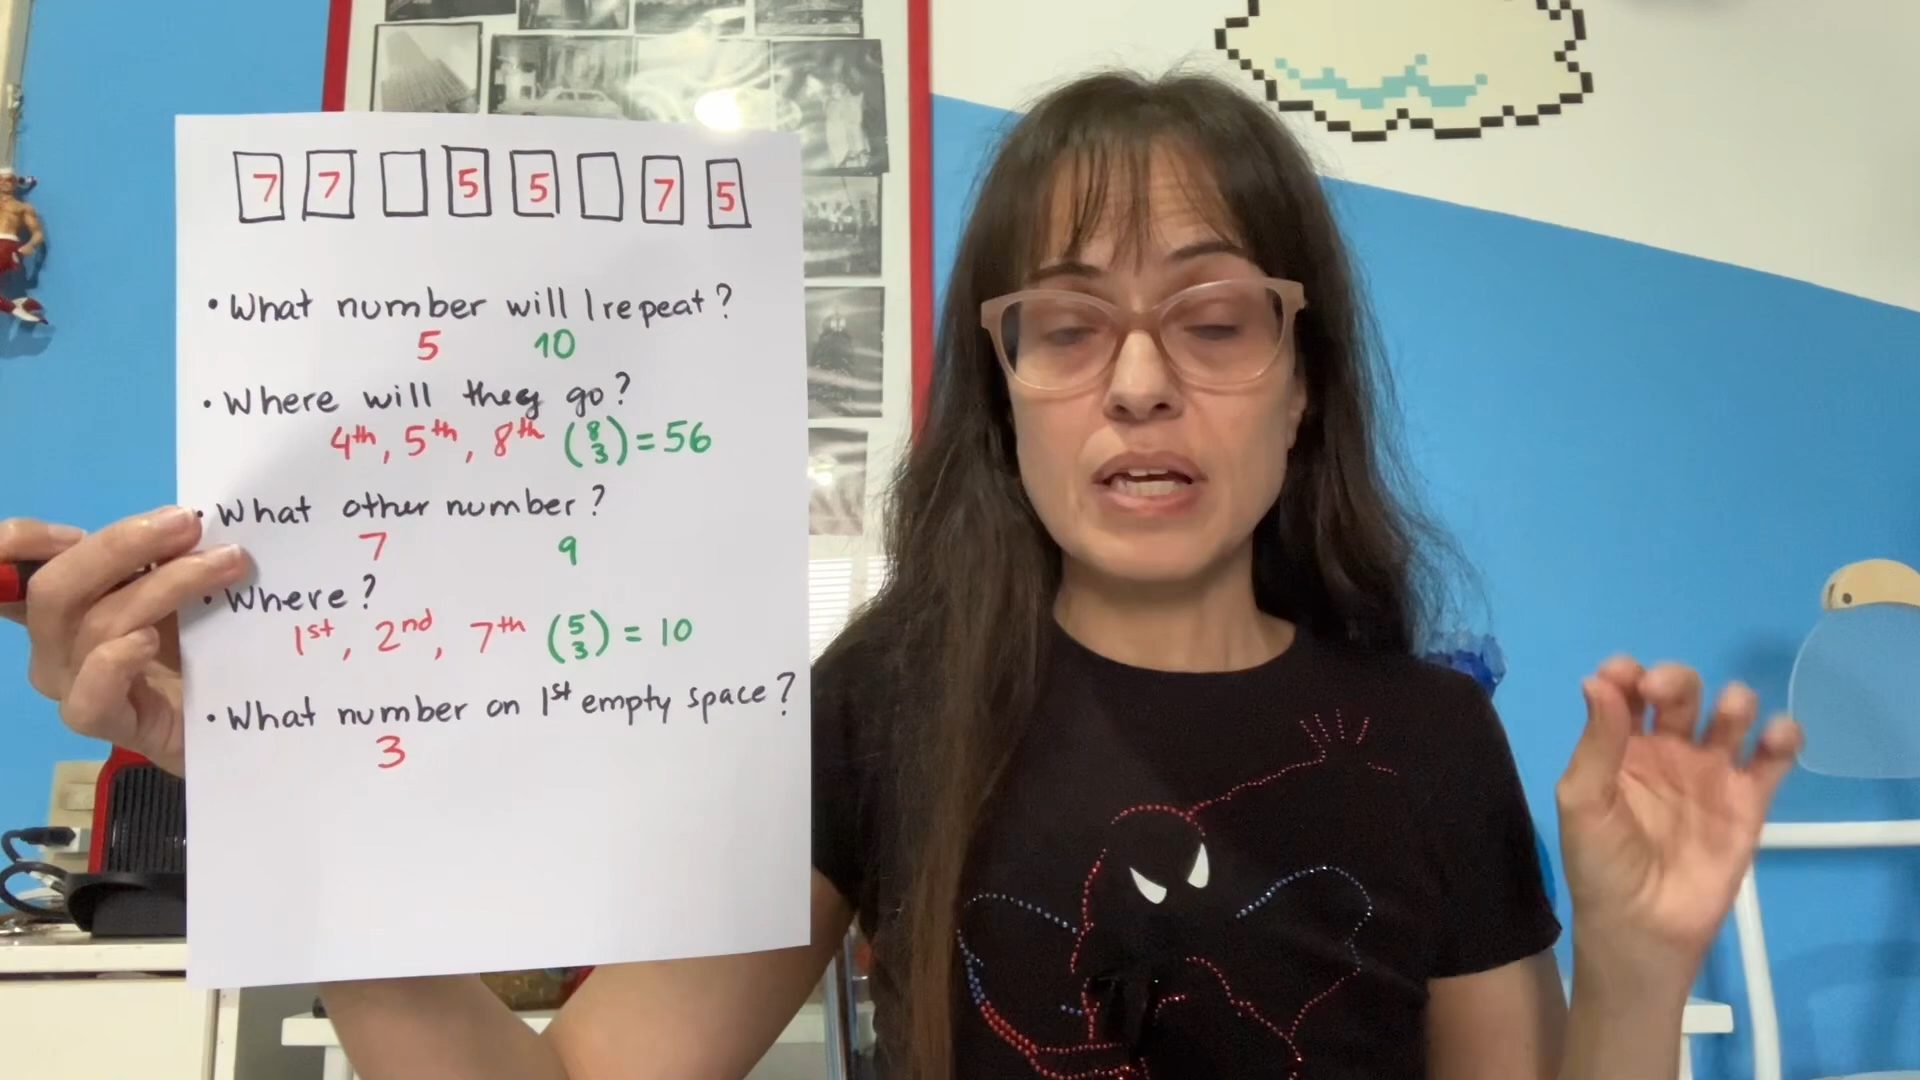 7 7 5 5 7 5
• What number will I repeat?
5 10
• Where will they go?
4th, 5th, 8th (8 3) = 56
• What other number?
7 9
• Where?
1st, 2nd, 7th (5 3) = 10
• What number on 1st empty space?
3